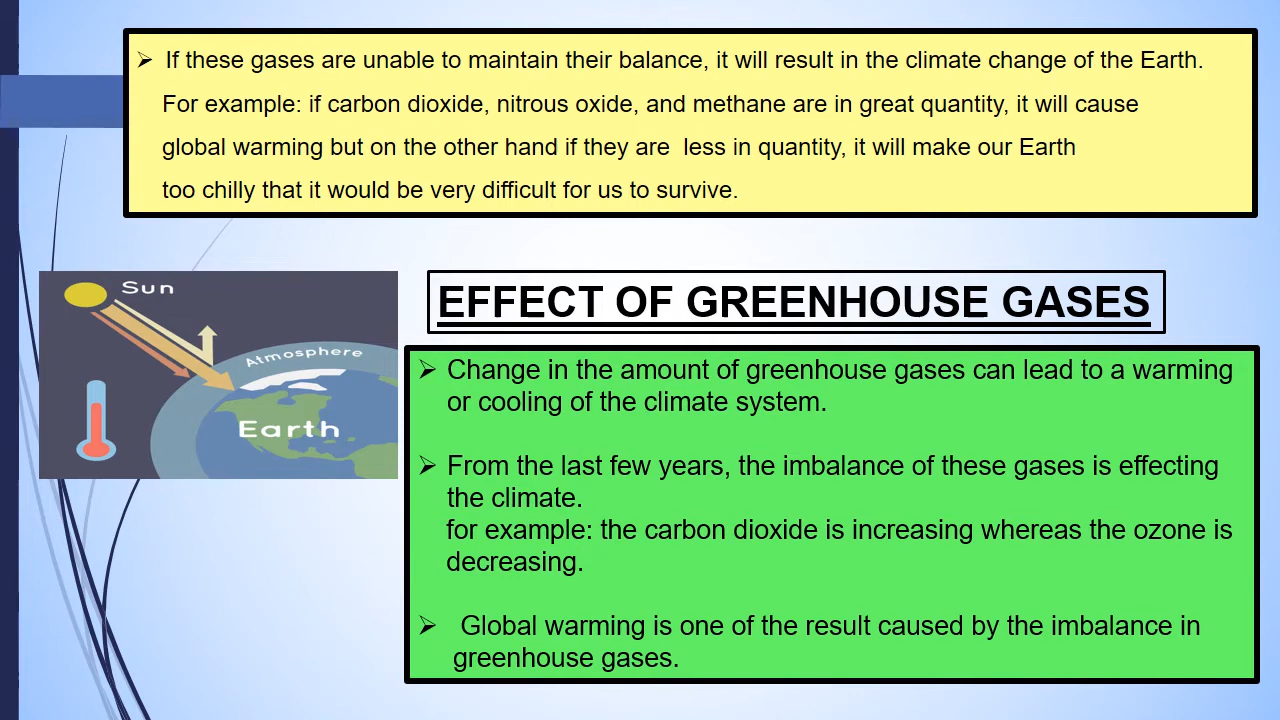 ➢ If these gases are unable to maintain their balance, it will result in the climate change of the Earth.
For example: if carbon dioxide, nitrous oxide, and methane are in great quantity, it will cause
global warming but on the other hand if they are  less in quantity, it will make our Earth
too chilly that it would be very difficult for us to survive.
Sun
Atmosphere
Earth
EFFECT OF GREENHOUSE GASES
➢ Change in the amount of greenhouse gases can lead to a warming
or cooling of the climate system.
➢ From the last few years, the imbalance of these gases is effecting
the climate.
for example: the carbon dioxide is increasing whereas the ozone is
decreasing.
➢ Global warming is one of the result caused by the imbalance in
greenhouse gases.